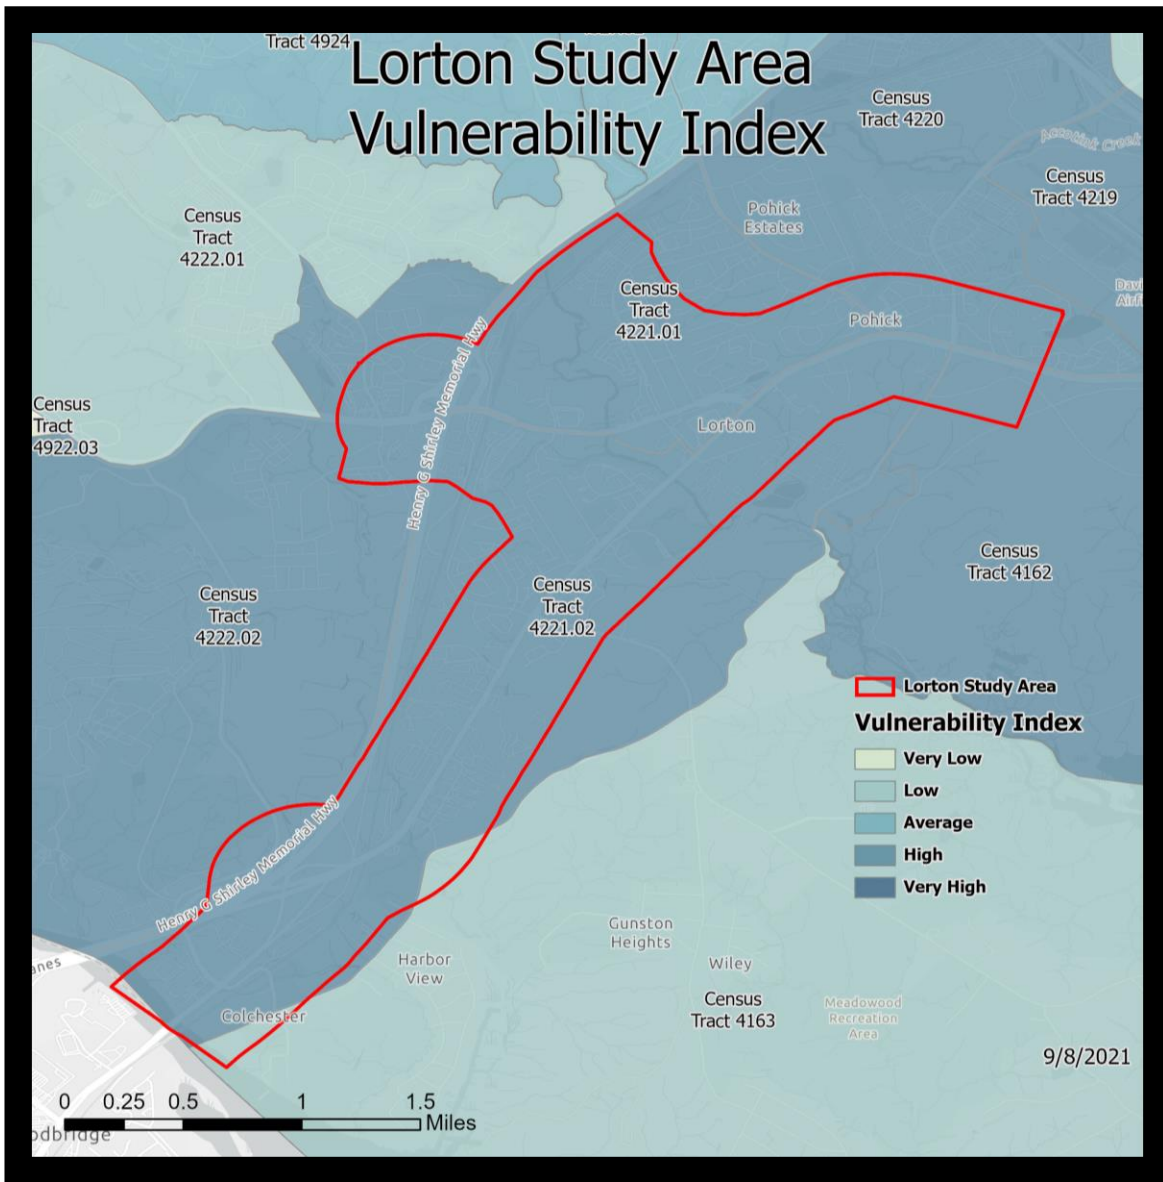 Tract 4924
Lorton Study Area
Vulnerability Index
Census
Tract 4220
Accotink Creek
Census
Tract 4219
Census
Tract
4222.01
Pohick
Estates
Census
Tract
4221.01
Pohick
Henry G Shirley Memorial Hwy
Census
Tract
4922.03
Lorton
Census
Tract 4162
Census
Tract
4221.02
Census
Tract
4222.02
Lorton Study Area
Vulnerability Index
Very Low
Low
Average
High
Very High
Henry G Shirley Memorial Hwy
Gunston
Heights
Harbor
View
Wiley
Census
Tract 4163
Meadowood
Recreation
Area
Colchester
9/8/2021
0 0.25 0.5 1 1.5
Miles
odbridge